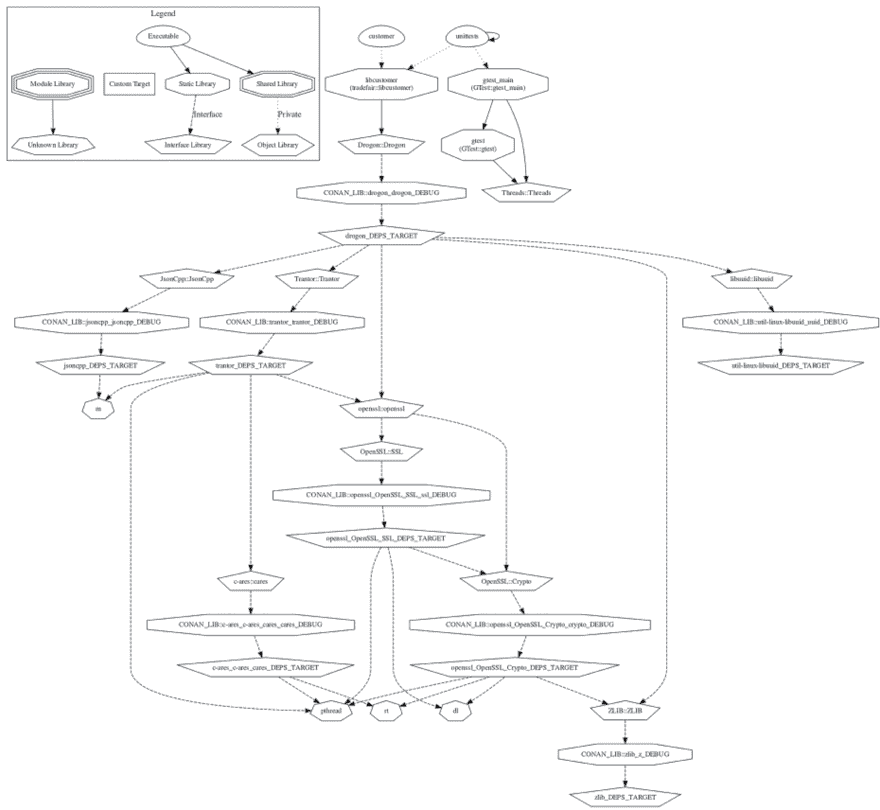 Legend
Executable
Module Library
Custom Target
Static Library
Shared Library
Interface
Private
Unknown Library
Interface Library
Object Library
customer
unittests
libcustomer
(tradefair::libcustomer)
gtest_main
(GTest::gtest_main)
Drogon::Drogon
gtest
(GTest::gtest)
CONAN_LIB::drogon_drogon_DEBUG
Threads::Threads
drogon_DEPS_TARGET
JsonCpp::JsonCpp
Trantor::Trantor
libuuid::libuuid
CONAN_LIB::jsoncpp_jsoncpp_DEBUG
CONAN_LIB::trantor_trantor_DEBUG
CONAN_LIB::util-linux-libuuid_uuid_DEBUG
jsoncpp_DEPS_TARGET
trantor_DEPS_TARGET
util-linux-libuuid_DEPS_TARGET
m
openssl::openssl
OpenSSL::SSL
CONAN_LIB::openssl_OpenSSL_SSL_ssl_DEBUG
openssl_OpenSSL_SSL_DEPS_TARGET
c-ares::cares
OpenSSL::Crypto
CONAN_LIB::c-ares_c-ares_cares_cares_DEBUG
CONAN_LIB::openssl_OpenSSL_Crypto_crypto_DEBUG
c-ares_c-ares_cares_DEPS_TARGET
openssl_OpenSSL_Crypto_DEPS_TARGET
pthread
rt
dl
ZLIB::ZLIB
CONAN_LIB::zlib_z_DEBUG
zlib_DEPS_TARGET